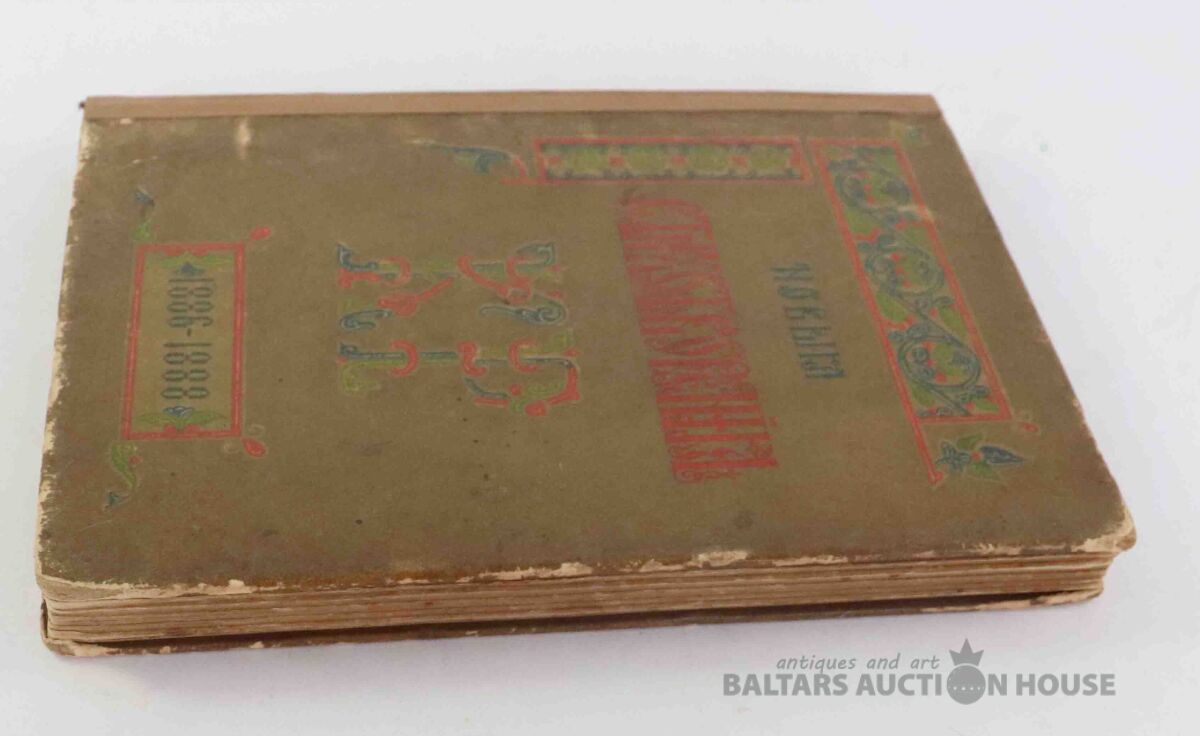 НОВЫЯ
СТИХОТВОРЕНІЯ
К Р
1886-1888
antiques and art
BALTARS AUCTION HOUSE